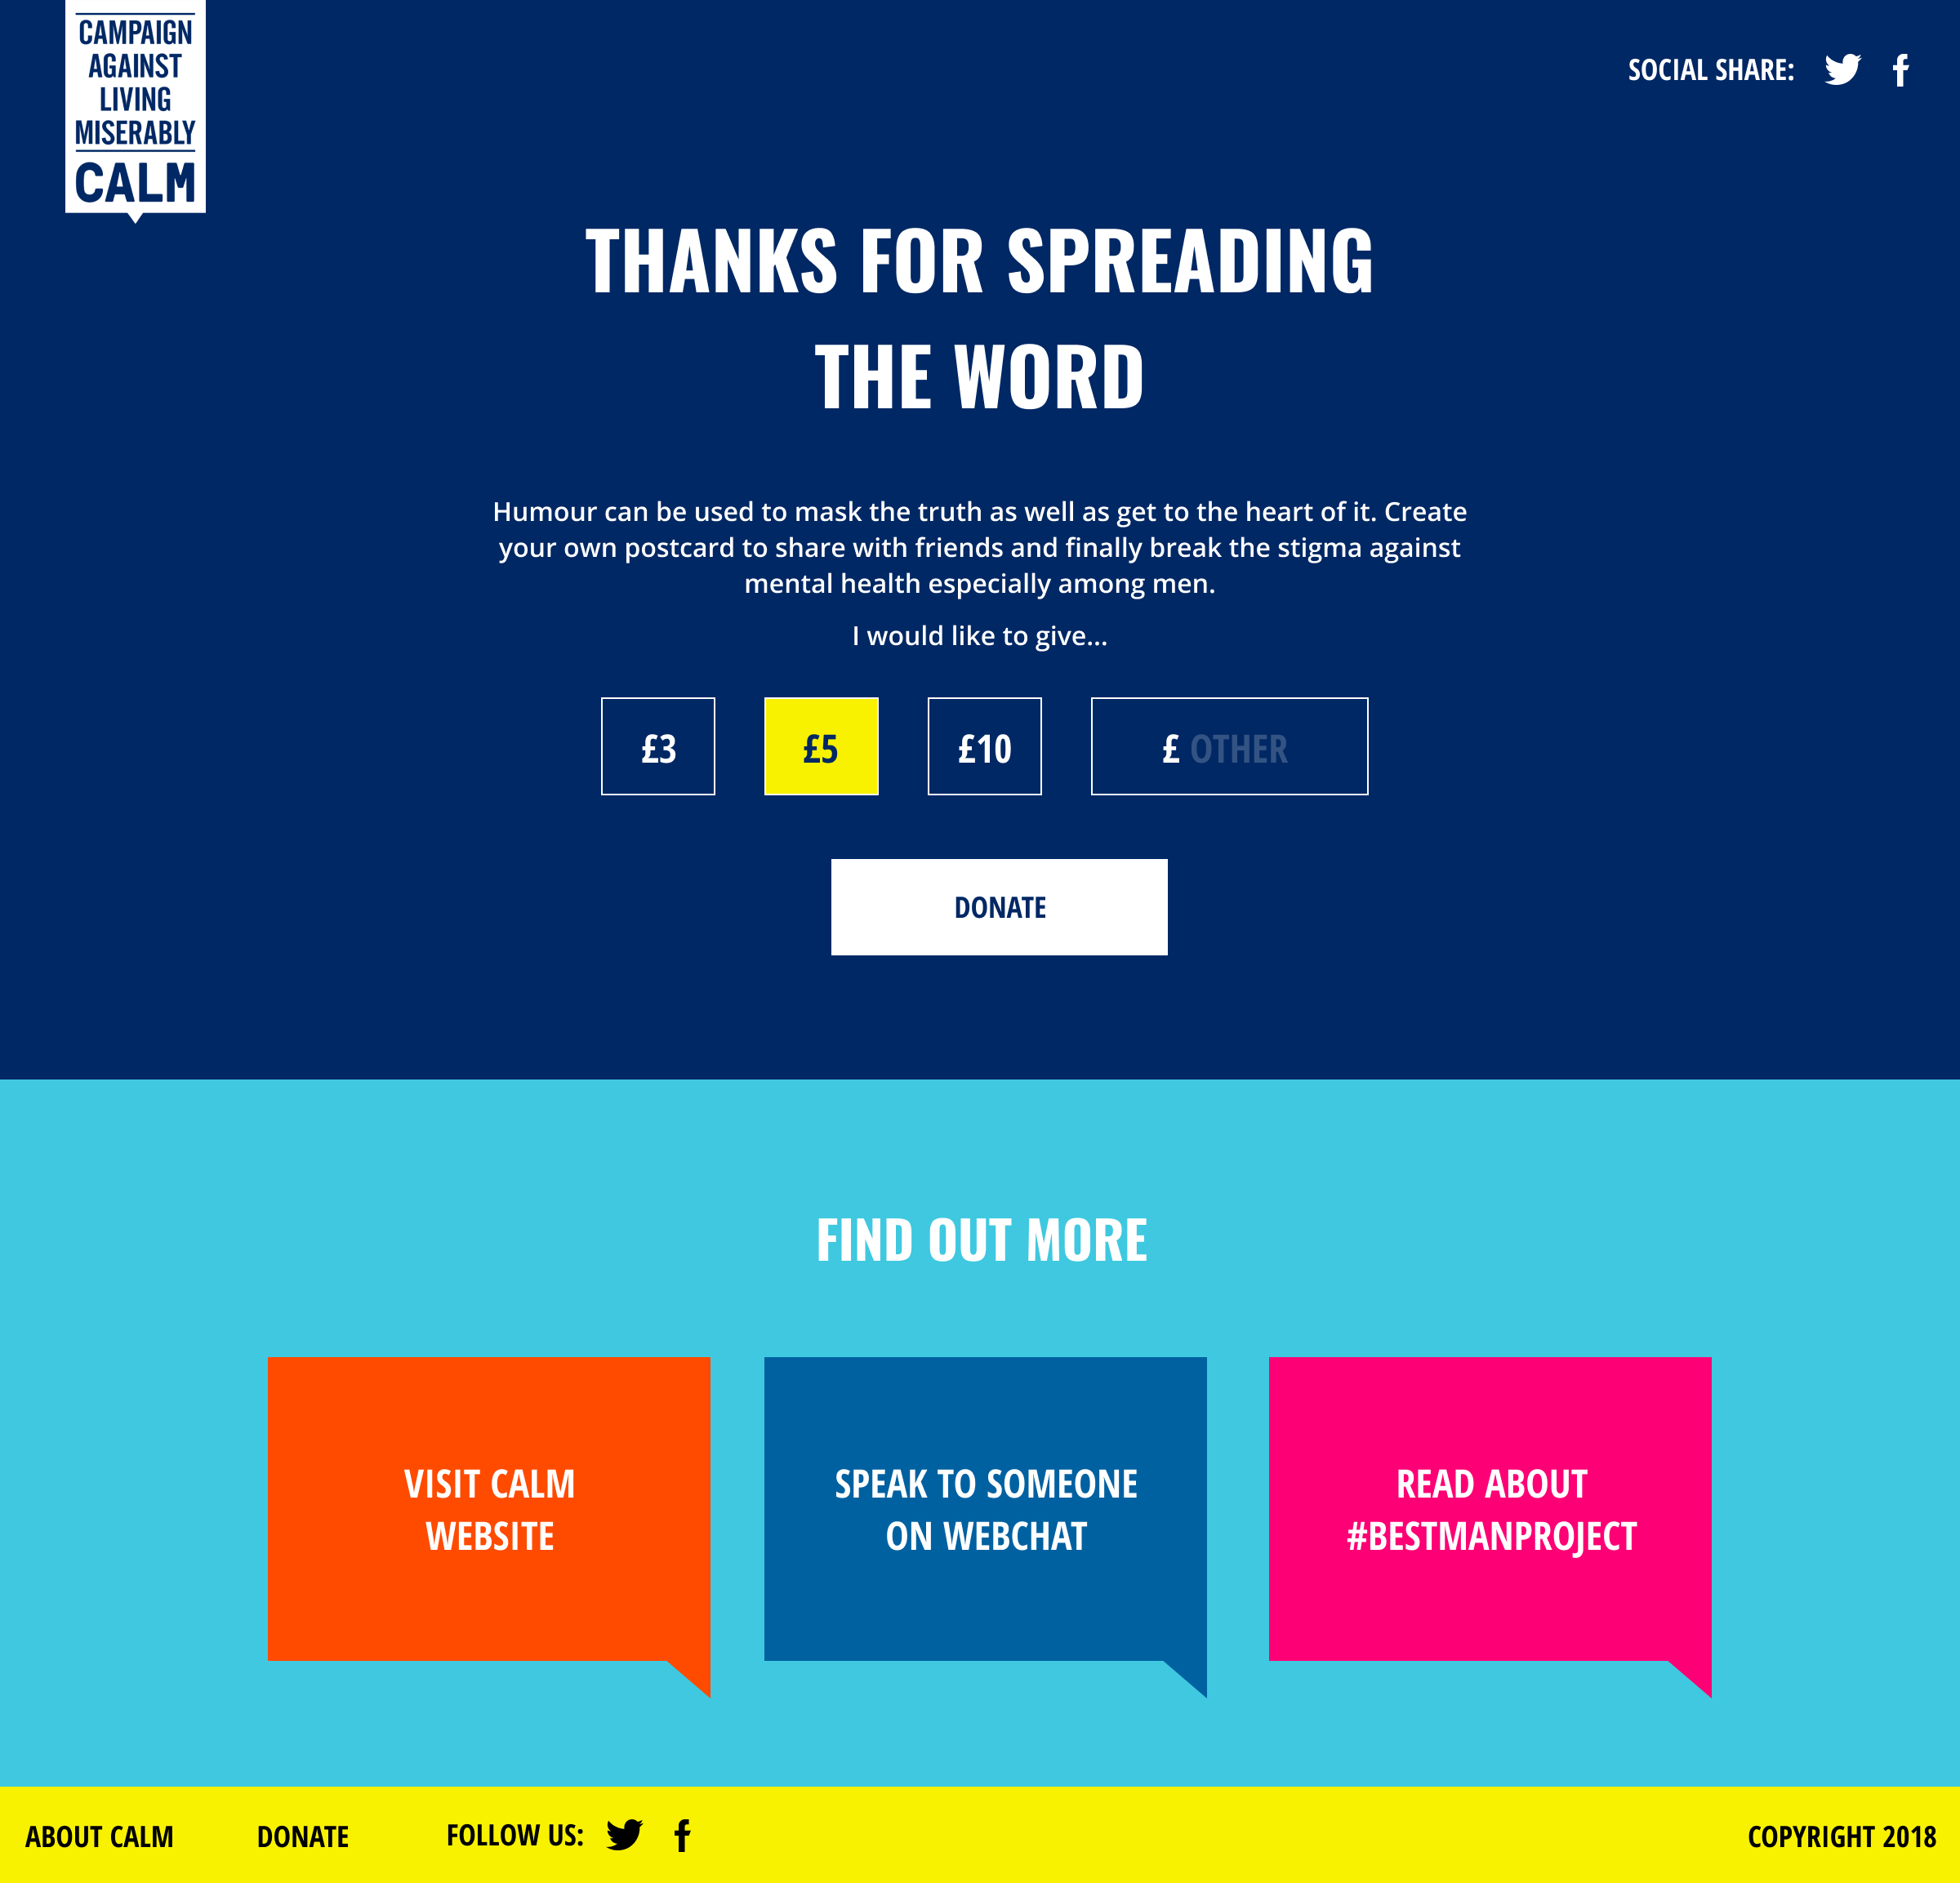 CAMPAIGN
AGAINST
LIVING
MISERABLY
CALM
SOCIAL SHARE:
THANKS FOR SPREADING
THE WORD
Humour can be used to mask the truth as well as get to the heart of it. Create
your own postcard to share with friends and finally break the stigma against
mental health especially among men.
I would like to give...
£3
£5
£10
£ OTHER
DONATE
FIND OUT MORE
VISIT CALM
WEBSITE
SPEAK TO SOMEONE
ON WEBCHAT
READ ABOUT
#BESTMANPROJECT
ABOUT CALM
DONATE
FOLLOW US:
COPYRIGHT 2018